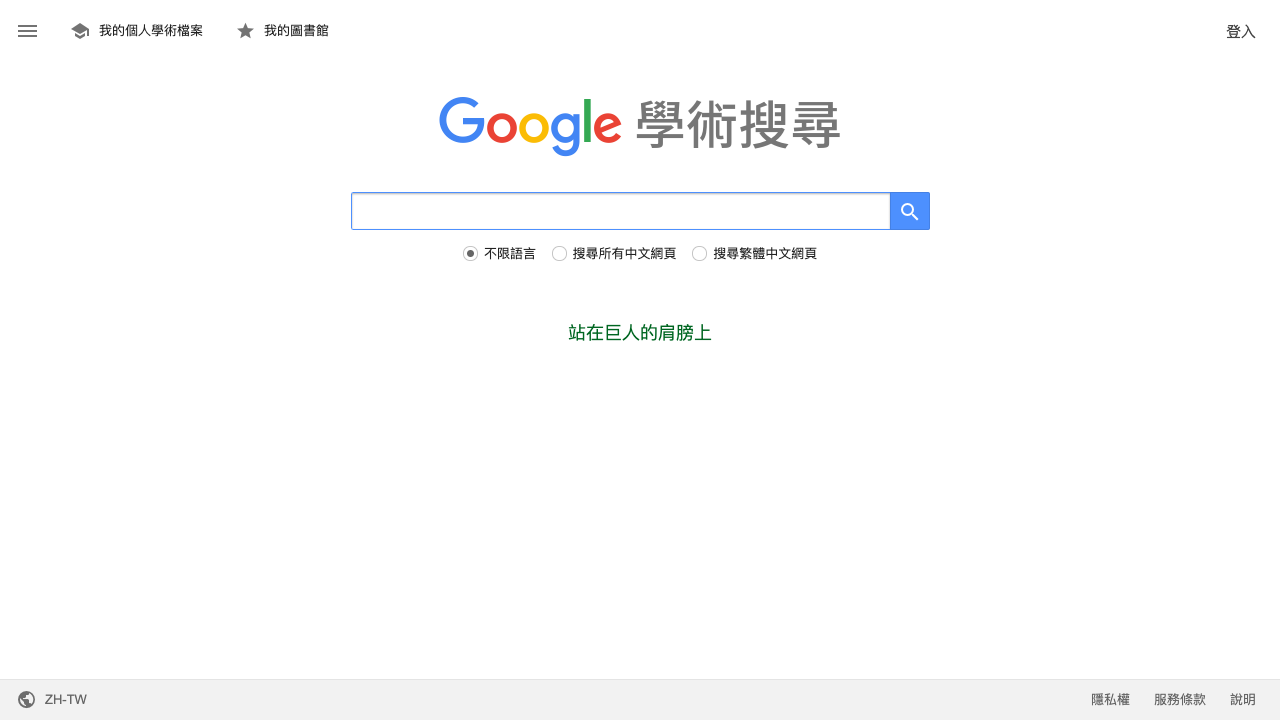 我的個人學術檔案
我的圖書館
登入
Google 學術搜尋
不限語言
搜尋所有中文網頁
搜尋繁體中文網頁
站在巨人的肩膀上
ZH-TW
隱私權
服務條款
說明